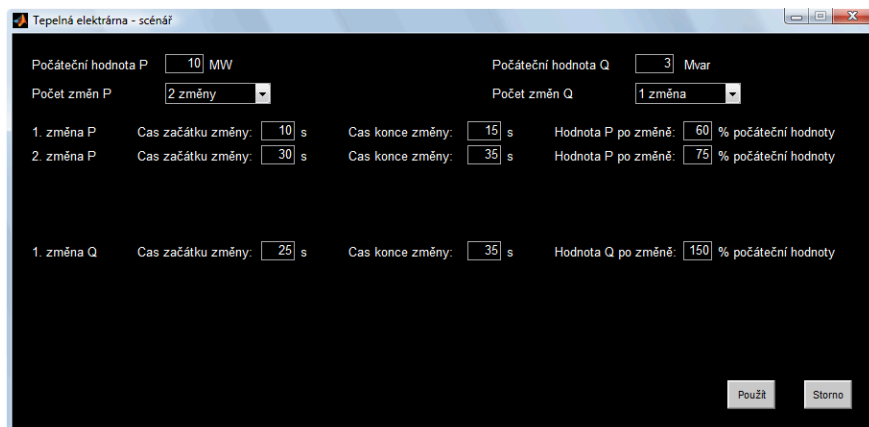 Tepelná elektrárna - scénář
Počáteční hodnota P 10 MW Počáteční hodnota Q 3 Mvar
Počet změn P 2 změny Počet změn Q 1 změna
1. změna P Cas začátku změny: 10 s Cas konce změny: 15 s Hodnota P po změně: 60 % počáteční hodnoty
2. změna P Cas začátku změny: 30 s Cas konce změny: 35 s Hodnota P po změně: 75 % počáteční hodnoty
1. změna Q Cas začátku změny: 25 s Cas konce změny: 35 s Hodnota Q po změně: 150 % počáteční hodnoty
Použít Storno